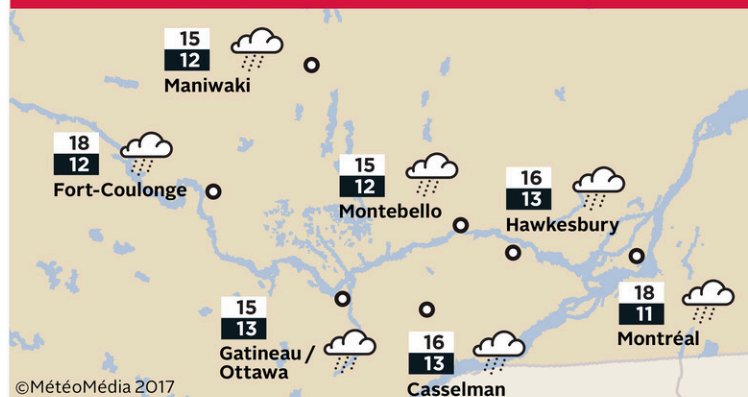 15
12
Maniwaki
18
12
Fort-Coulonge
15
12
Montebello
16
13
Hawkesbury
15
13
Gatineau /
Ottawa
16
13
Casselman
18
11
Montréal
©MétéoMédia 2017